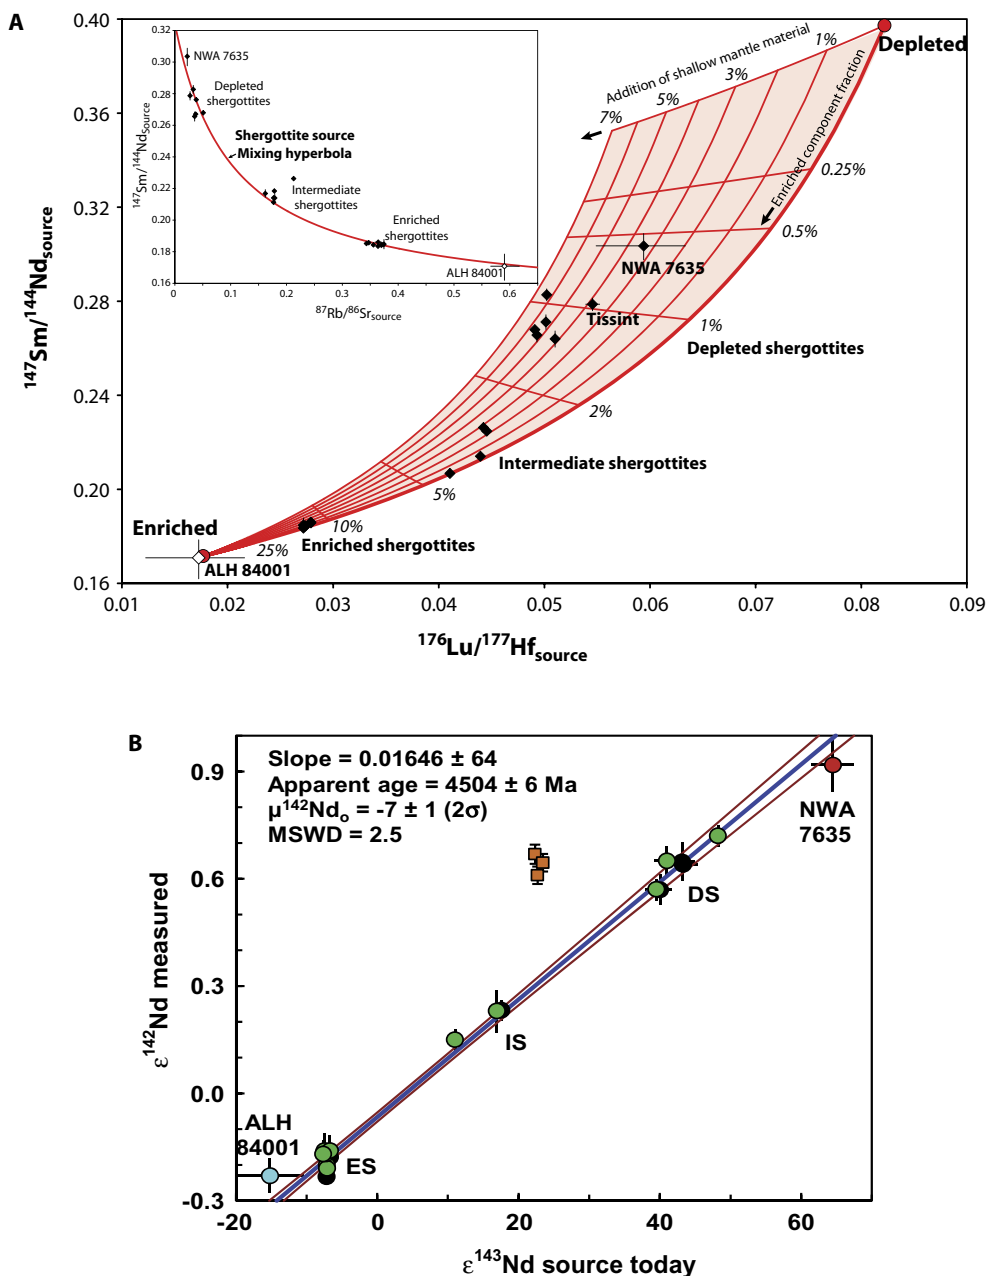 A
0.40
0.36
0.32
0.28
0.24
0.20
0.16
0.01
0.02
0.03
0.04
0.05
0.06
0.07
0.08
0.09
¹⁴⁷Sm/¹⁴⁴Nd_source
¹⁷⁶Lu/¹⁷⁷Hf_source
0.32
0.30
0.28
0.26
0.24
0.22
0.20
0.18
0.16
0
0.1
0.2
0.3
0.4
0.5
0.6
¹⁴⁷Sm/¹⁴⁴Nd_source
⁸⁷Rb/⁸⁶Sr_source
NWA 7635
Depleted
shergottites
Shergottite source
Mixing hyperbola
Intermediate
shergottites
Enriched
shergottites
ALH 84001
Addition of shallow mantle material
1%
3%
5%
7%
Depleted
Enriched component fraction
0.25%
0.5%
NWA 7635
Tissint
1%
Depleted shergottites
2%
Intermediate shergottites
5%
10%
Enriched shergottites
25%
Enriched
ALH 84001
B
Slope = 0.01646 ± 64
Apparent age = 4504 ± 6 Ma
μ¹⁴²Nd₀ = -7 ± 1 (2σ)
MSWD = 2.5
0.9
0.6
0.3
0.0
-0.3
-20
0
20
40
60
ε¹⁴²Nd measured
ε¹⁴³Nd source today
NWA
7635
DS
IS
ES
ALH
84001